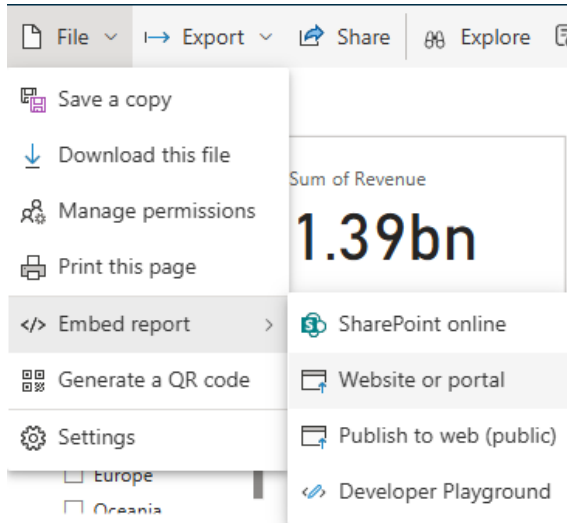 File Export Share Explore
Save a copy
Download this file
Manage permissions
Print this page
Embed report
Generate a QR code
Settings
Sum of Revenue
1.39bn
SharePoint online
Website or portal
Publish to web (public)
Developer Playground
Europe
Oceania